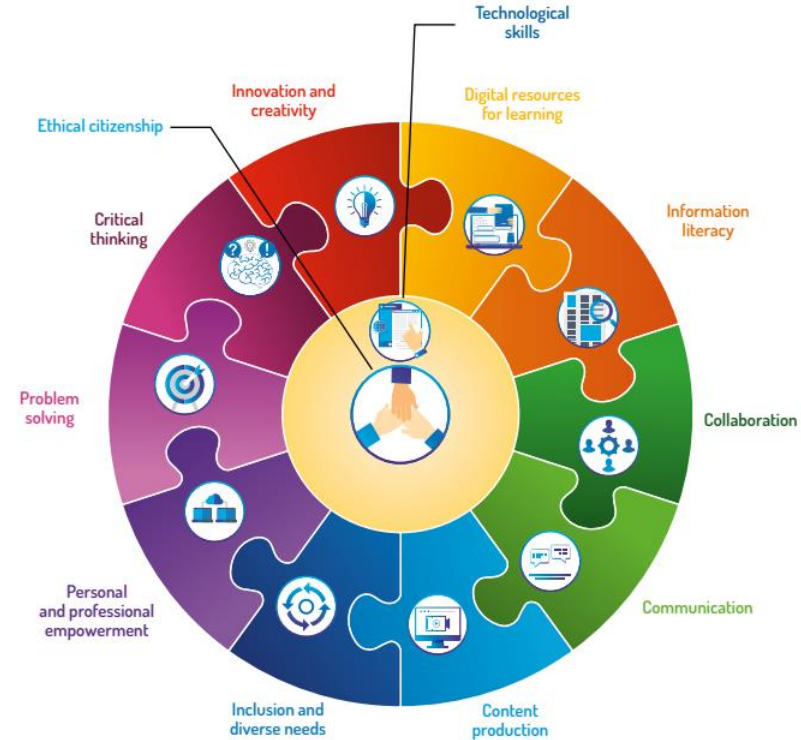 Technological
skills
Innovation and
creativity
Digital resources
for learning
Ethical citizenship
Critical
thinking
Information
literacy
Problem
solving
Collaboration
Personal
and professional
empowerment
Communication
Inclusion and
diverse needs
Content
production